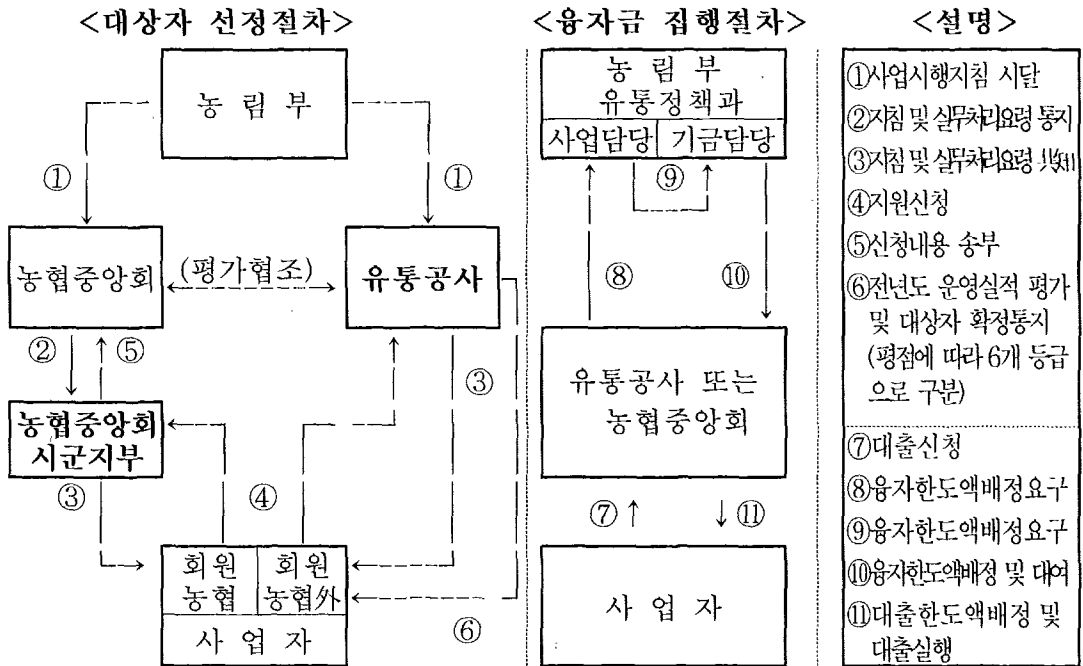 <대상자 선정절차>
농 림 부
①
①
농협중앙회
(평가협조)
유통공사
②
⑤
③
농협중앙회
시군지부
③
④
회원
농협
회원
농협外
사 업 자
⑥
<융자금 집행절차>
농 림 부
유통정책과
사업담당
기금담당
⑨
⑧
⑩
유통공사 또는
농협중앙회
⑦ ↑
↓ ⑪
사 업 자
<설명>
①사업시행지침 시달
②지침 및 실무처리요령 통지
③지침 및 실무처리요령
④지원신청
⑤신청내용 송부
⑥전년도 운영실적 평가
및 대상자 확정통지
(평점에 따라 6개 등급
으로 구분)
⑦대출신청
⑧융자한도액배정요구
⑨융자한도액배정요구
⑩융자한도액배정 및 대여
⑪대출한도액배정 및
대출실행